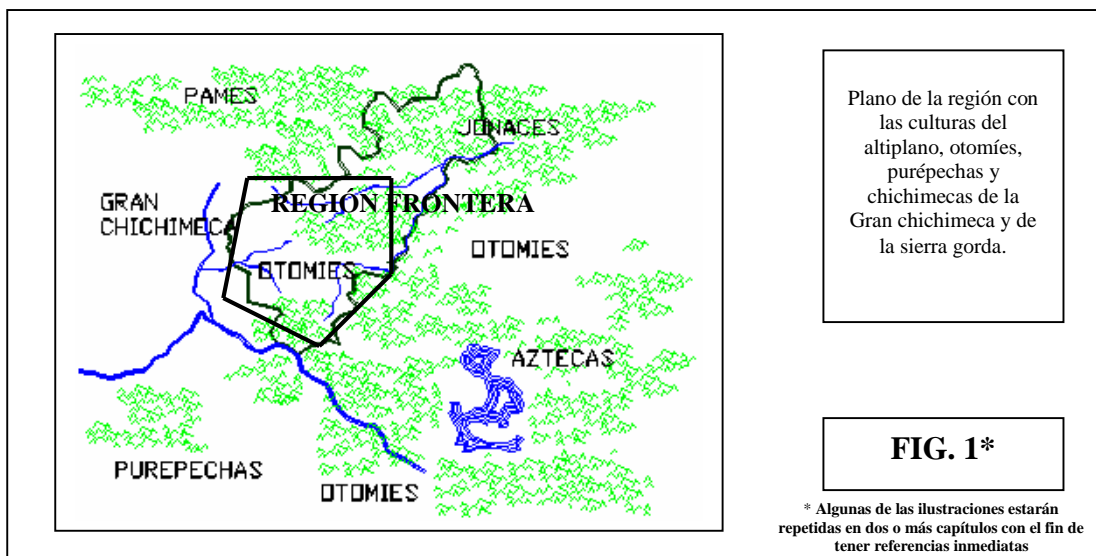 PAMES
JONACES
GRAN
CHICHIMECA
REGIÓN FRONTERA
OTOMIES
OTOMIES
AZTECAS
PUREPECHAS
OTOMIES
Plano de la región con
las culturas del
altiplano, otomíes,
purépechas y
chichimecas de la
Gran chichimeca y de
la sierra gorda.
FIG. 1*
* Algunas de las ilustraciones estarán
repetidas en dos o más capítulos con el fin de
tener referencias inmediatas